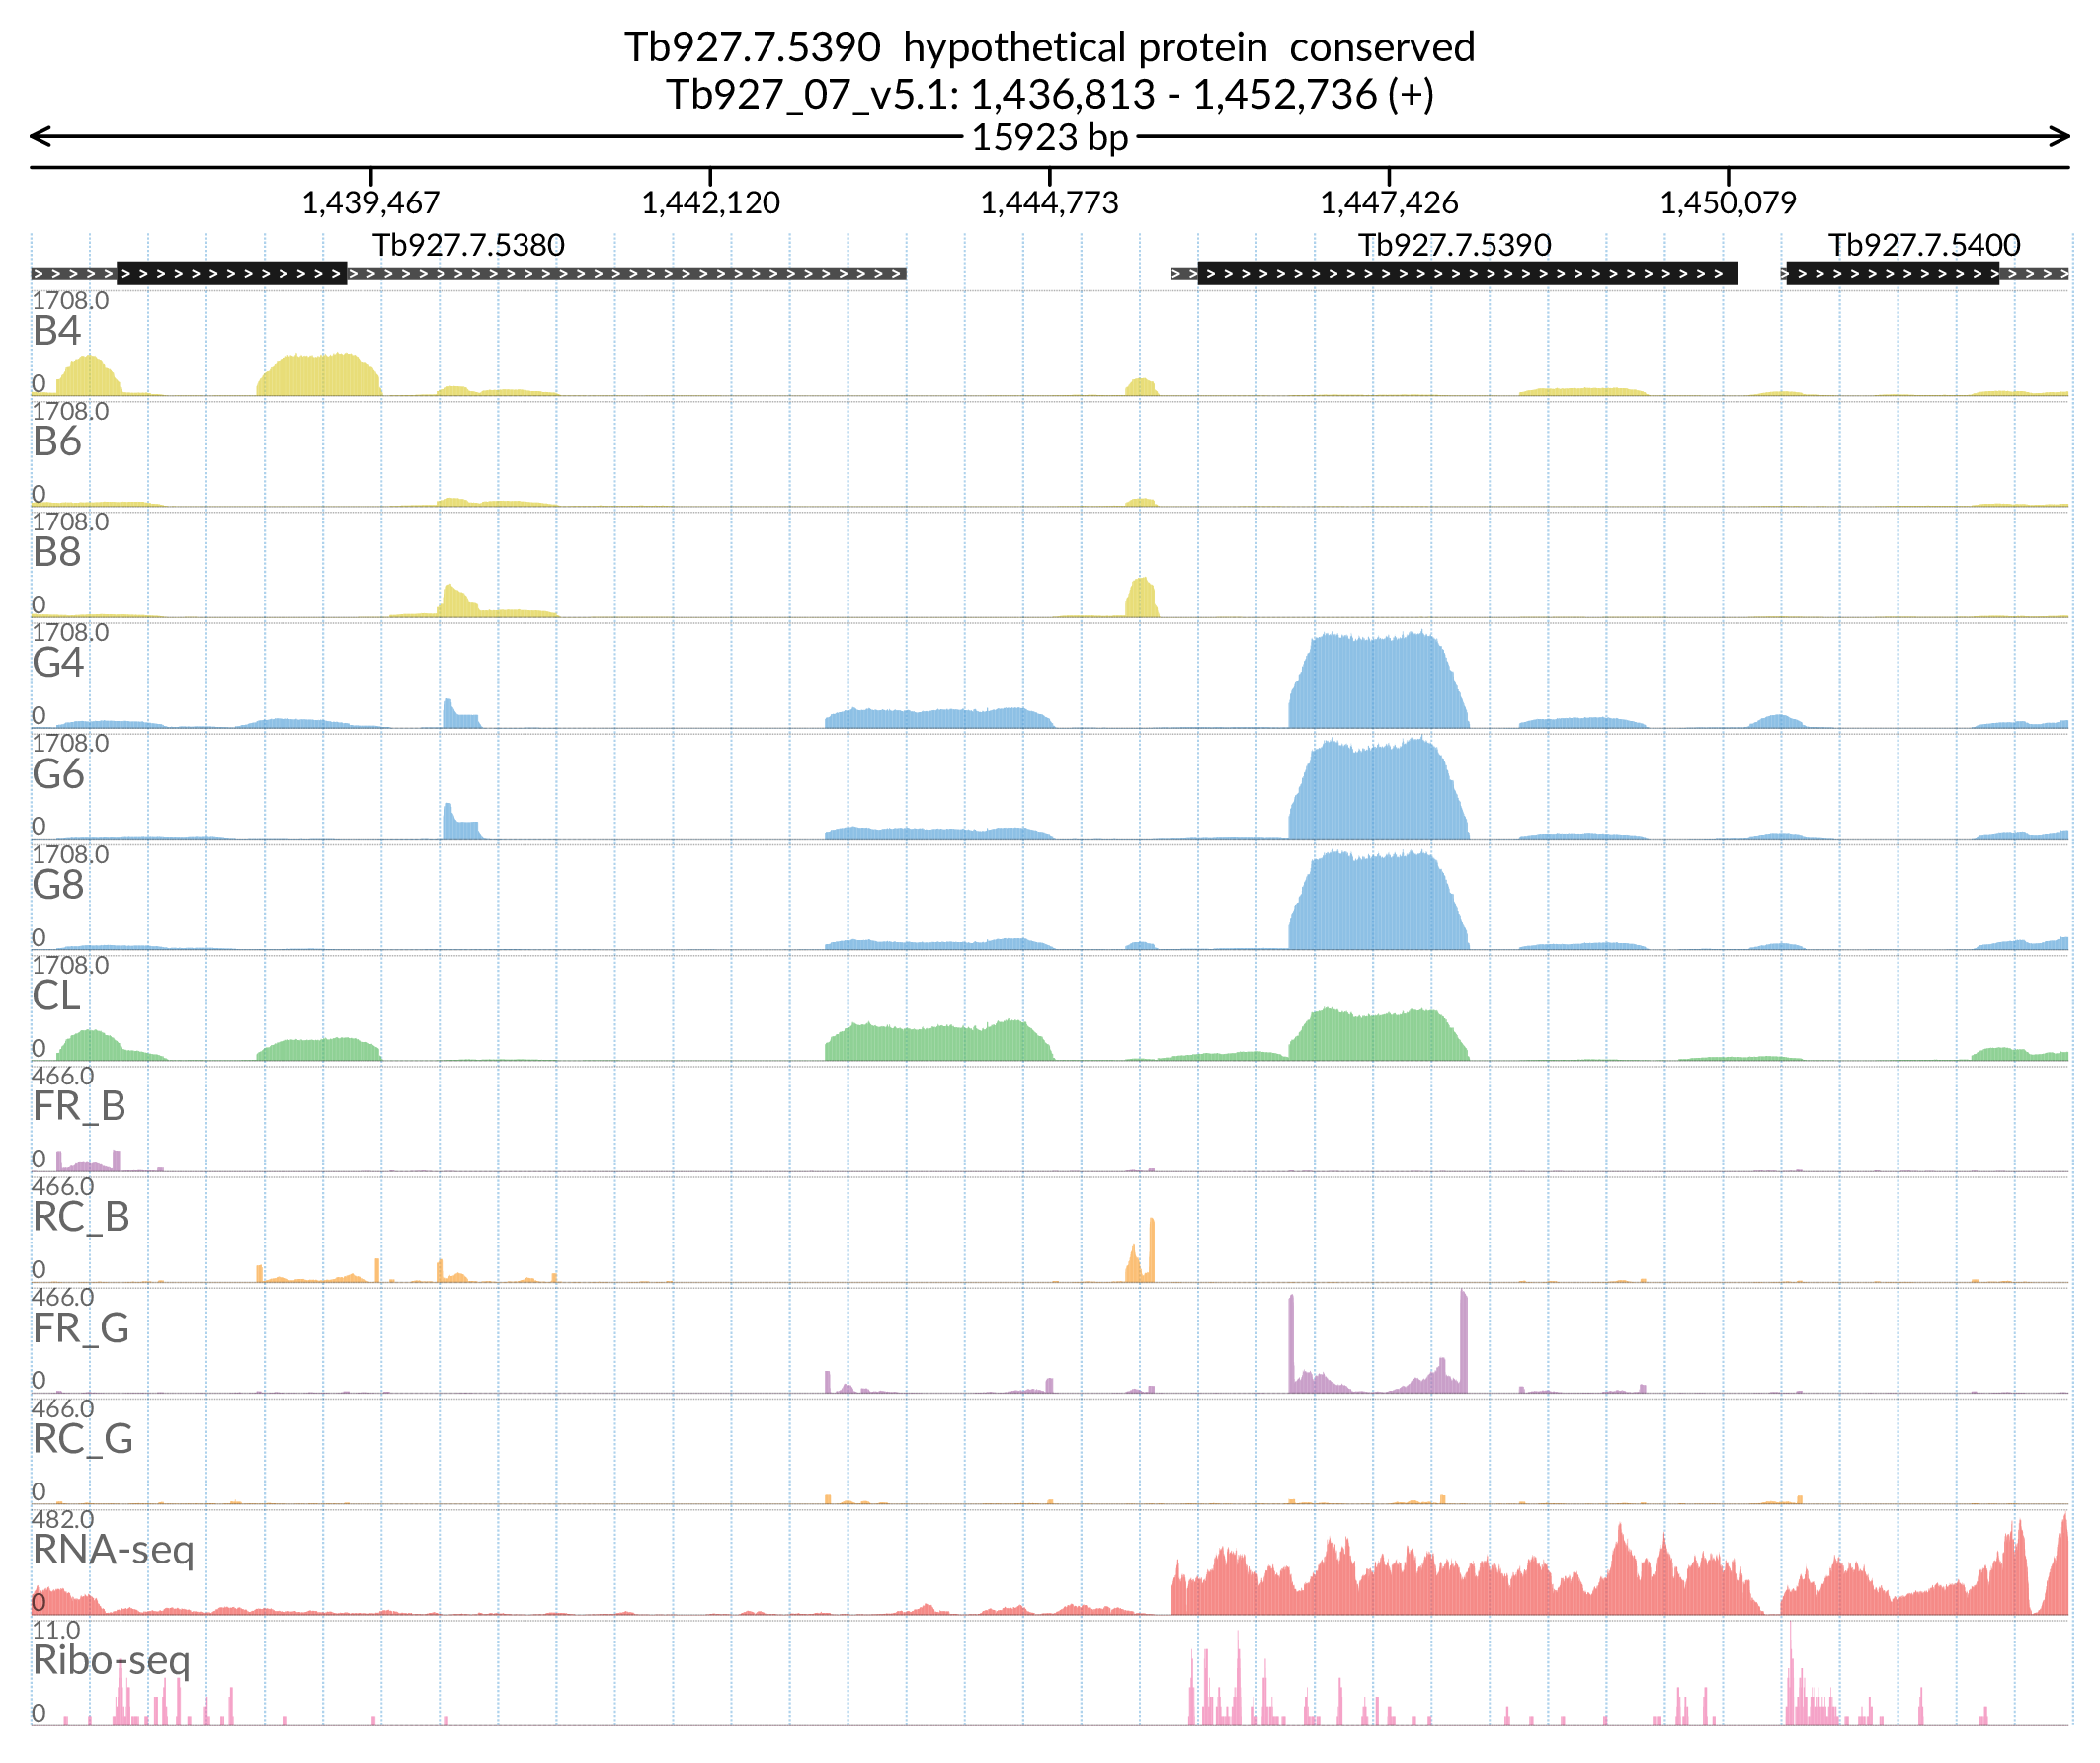 Tb927.7.5390 hypothetical protein conserved
Tb927_07_v5.1: 1,436,813 - 1,452,736 (+)
15923 bp
1,439,467 1,442,120 1,444,773 1,447,426 1,450,079
Tb927.7.5380 Tb927.7.5390 Tb927.7.5400
1708.0
B4
0
1708.0
B6
0
1708.0
B8
0
1708.0
G4
0
1708.0
G6
0
1708.0
G8
0
1708.0
CL
0
466.0
FR_B
0
466.0
RC_B
0
466.0
FR_G
0
466.0
RC_G
0
482.0
RNA-seq
0
11.0
Ribo-seq
0